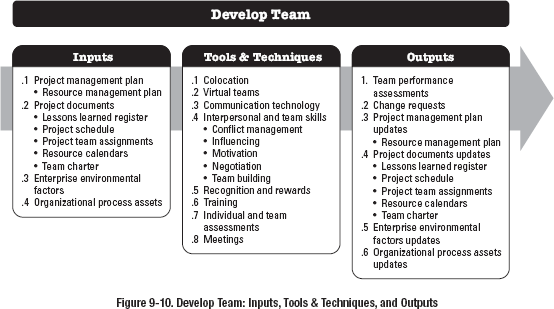 Develop Team
Inputs
.1 Project management plan
• Resource management plan
.2 Project documents
• Lessons learned register
• Project schedule
• Project team assignments
• Resource calendars
• Team charter
.3 Enterprise environmental
factors
.4 Organizational process assets
Tools & Techniques
.1 Colocation
.2 Virtual teams
.3 Communication technology
.4 Interpersonal and team skills
• Conflict management
• Influencing
• Motivation
• Negotiation
• Team building
.5 Recognition and rewards
.6 Training
.7 Individual and team
assessments
.8 Meetings
Outputs
1. Team performance
assessments
.2 Change requests
.3 Project management plan
updates
• Resource management plan
.4 Project documents updates
• Lessons learned register
• Project schedule
• Project team assignments
• Resource calendars
• Team charter
.5 Enterprise environmental
factors updates
.6 Organizational process assets
updates
Figure 9-10. Develop Team: Inputs, Tools & Techniques, and Outputs